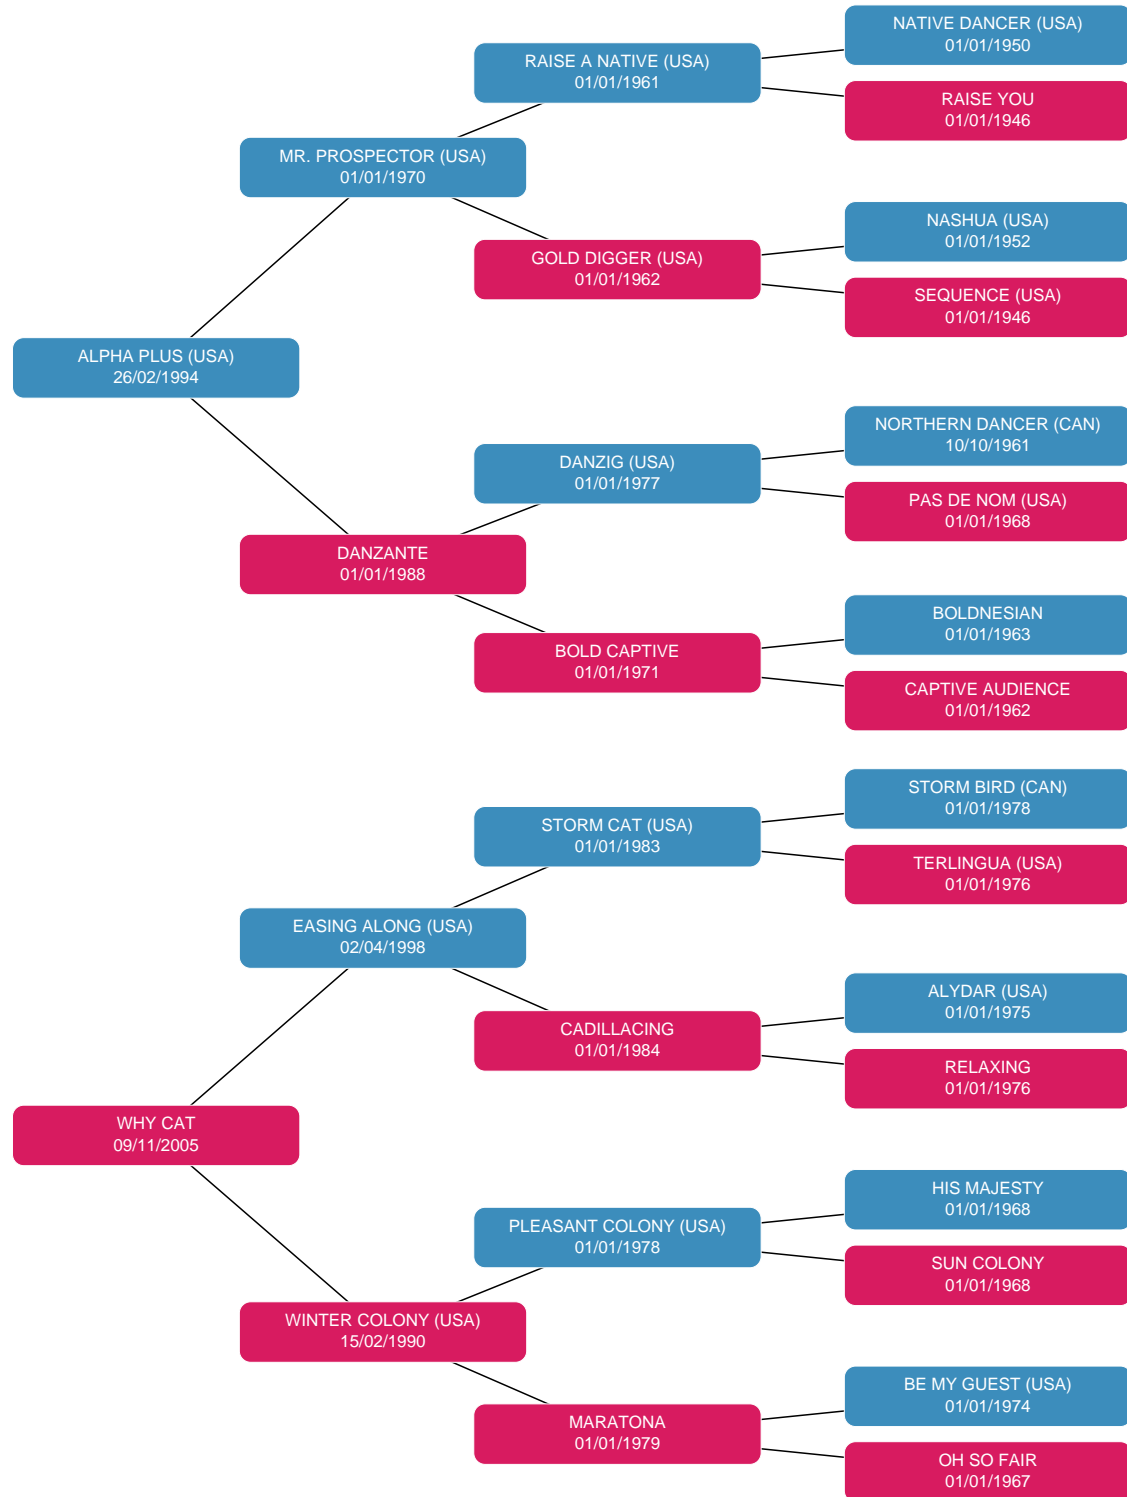 NATIVE DANCER (USA)
01/01/1950
RAISE A NATIVE (USA)
01/01/1961
RAISE YOU
01/01/1946
MR. PROSPECTOR (USA)
01/01/1970
NASHUA (USA)
01/01/1952
GOLD DIGGER (USA)
01/01/1962
SEQUENCE (USA)
01/01/1946
ALPHA PLUS (USA)
26/02/1994
NORTHERN DANCER (CAN)
10/10/1961
DANZIG (USA)
01/01/1977
PAS DE NOM (USA)
01/01/1968
DANZANTE
01/01/1988
BOLDNESIAN
01/01/1963
BOLD CAPTIVE
01/01/1971
CAPTIVE AUDIENCE
01/01/1962
STORM BIRD (CAN)
01/01/1978
STORM CAT (USA)
01/01/1983
TERLINGUA (USA)
01/01/1976
EASING ALONG (USA)
02/04/1998
ALYDAR (USA)
01/01/1975
CADILLACING
01/01/1984
RELAXING
01/01/1976
WHY CAT
09/11/2005
HIS MAJESTY
01/01/1968
PLEASANT COLONY (USA)
01/01/1978
SUN COLONY
01/01/1968
WINTER COLONY (USA)
15/02/1990
BE MY GUEST (USA)
01/01/1974
MARATONA
01/01/1979
OH SO FAIR
01/01/1967